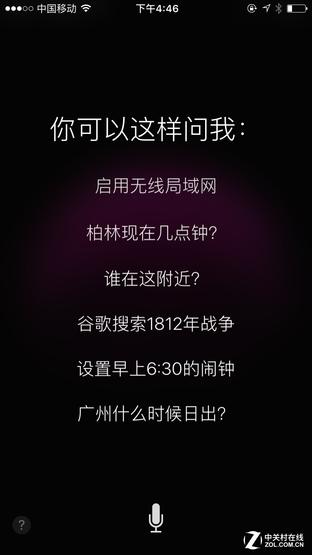 中国移动 下午4:46
你可以这样问我：
启用无线局域网
柏林现在几点钟？
谁在这附近？
谷歌搜索1812年战争
设置早上6:30的闹钟
广州什么时候日出？
?
Z 中关村在线
ZOL.COM.CN